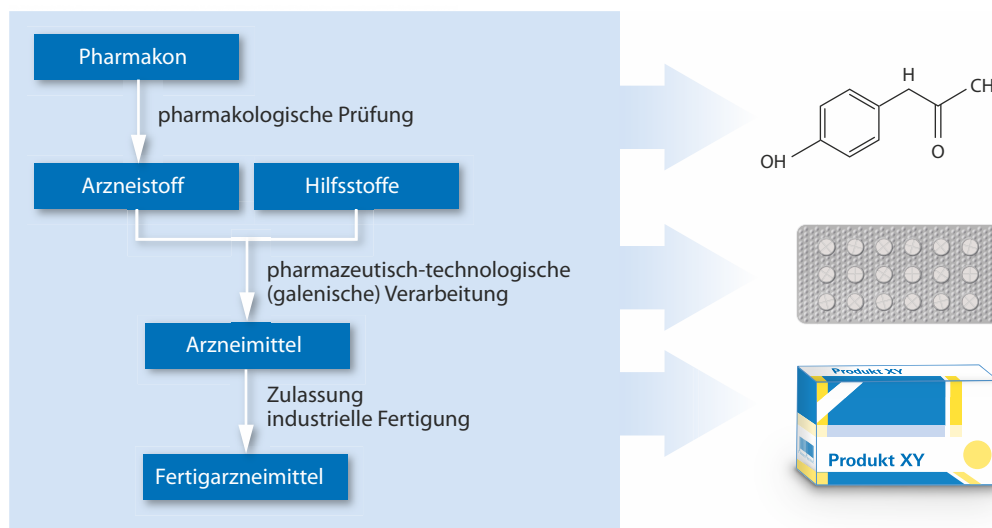 Pharmakon
pharmakologische Prüfung
Arzneistoff
Hilfsstoffe
pharmazeutisch-technologische
(galenische) Verarbeitung
Arzneimittel
Zulassung
industrielle Fertigung
Fertigarzneimittel
H
CH
O
OH
Produkt XY
Produkt XY